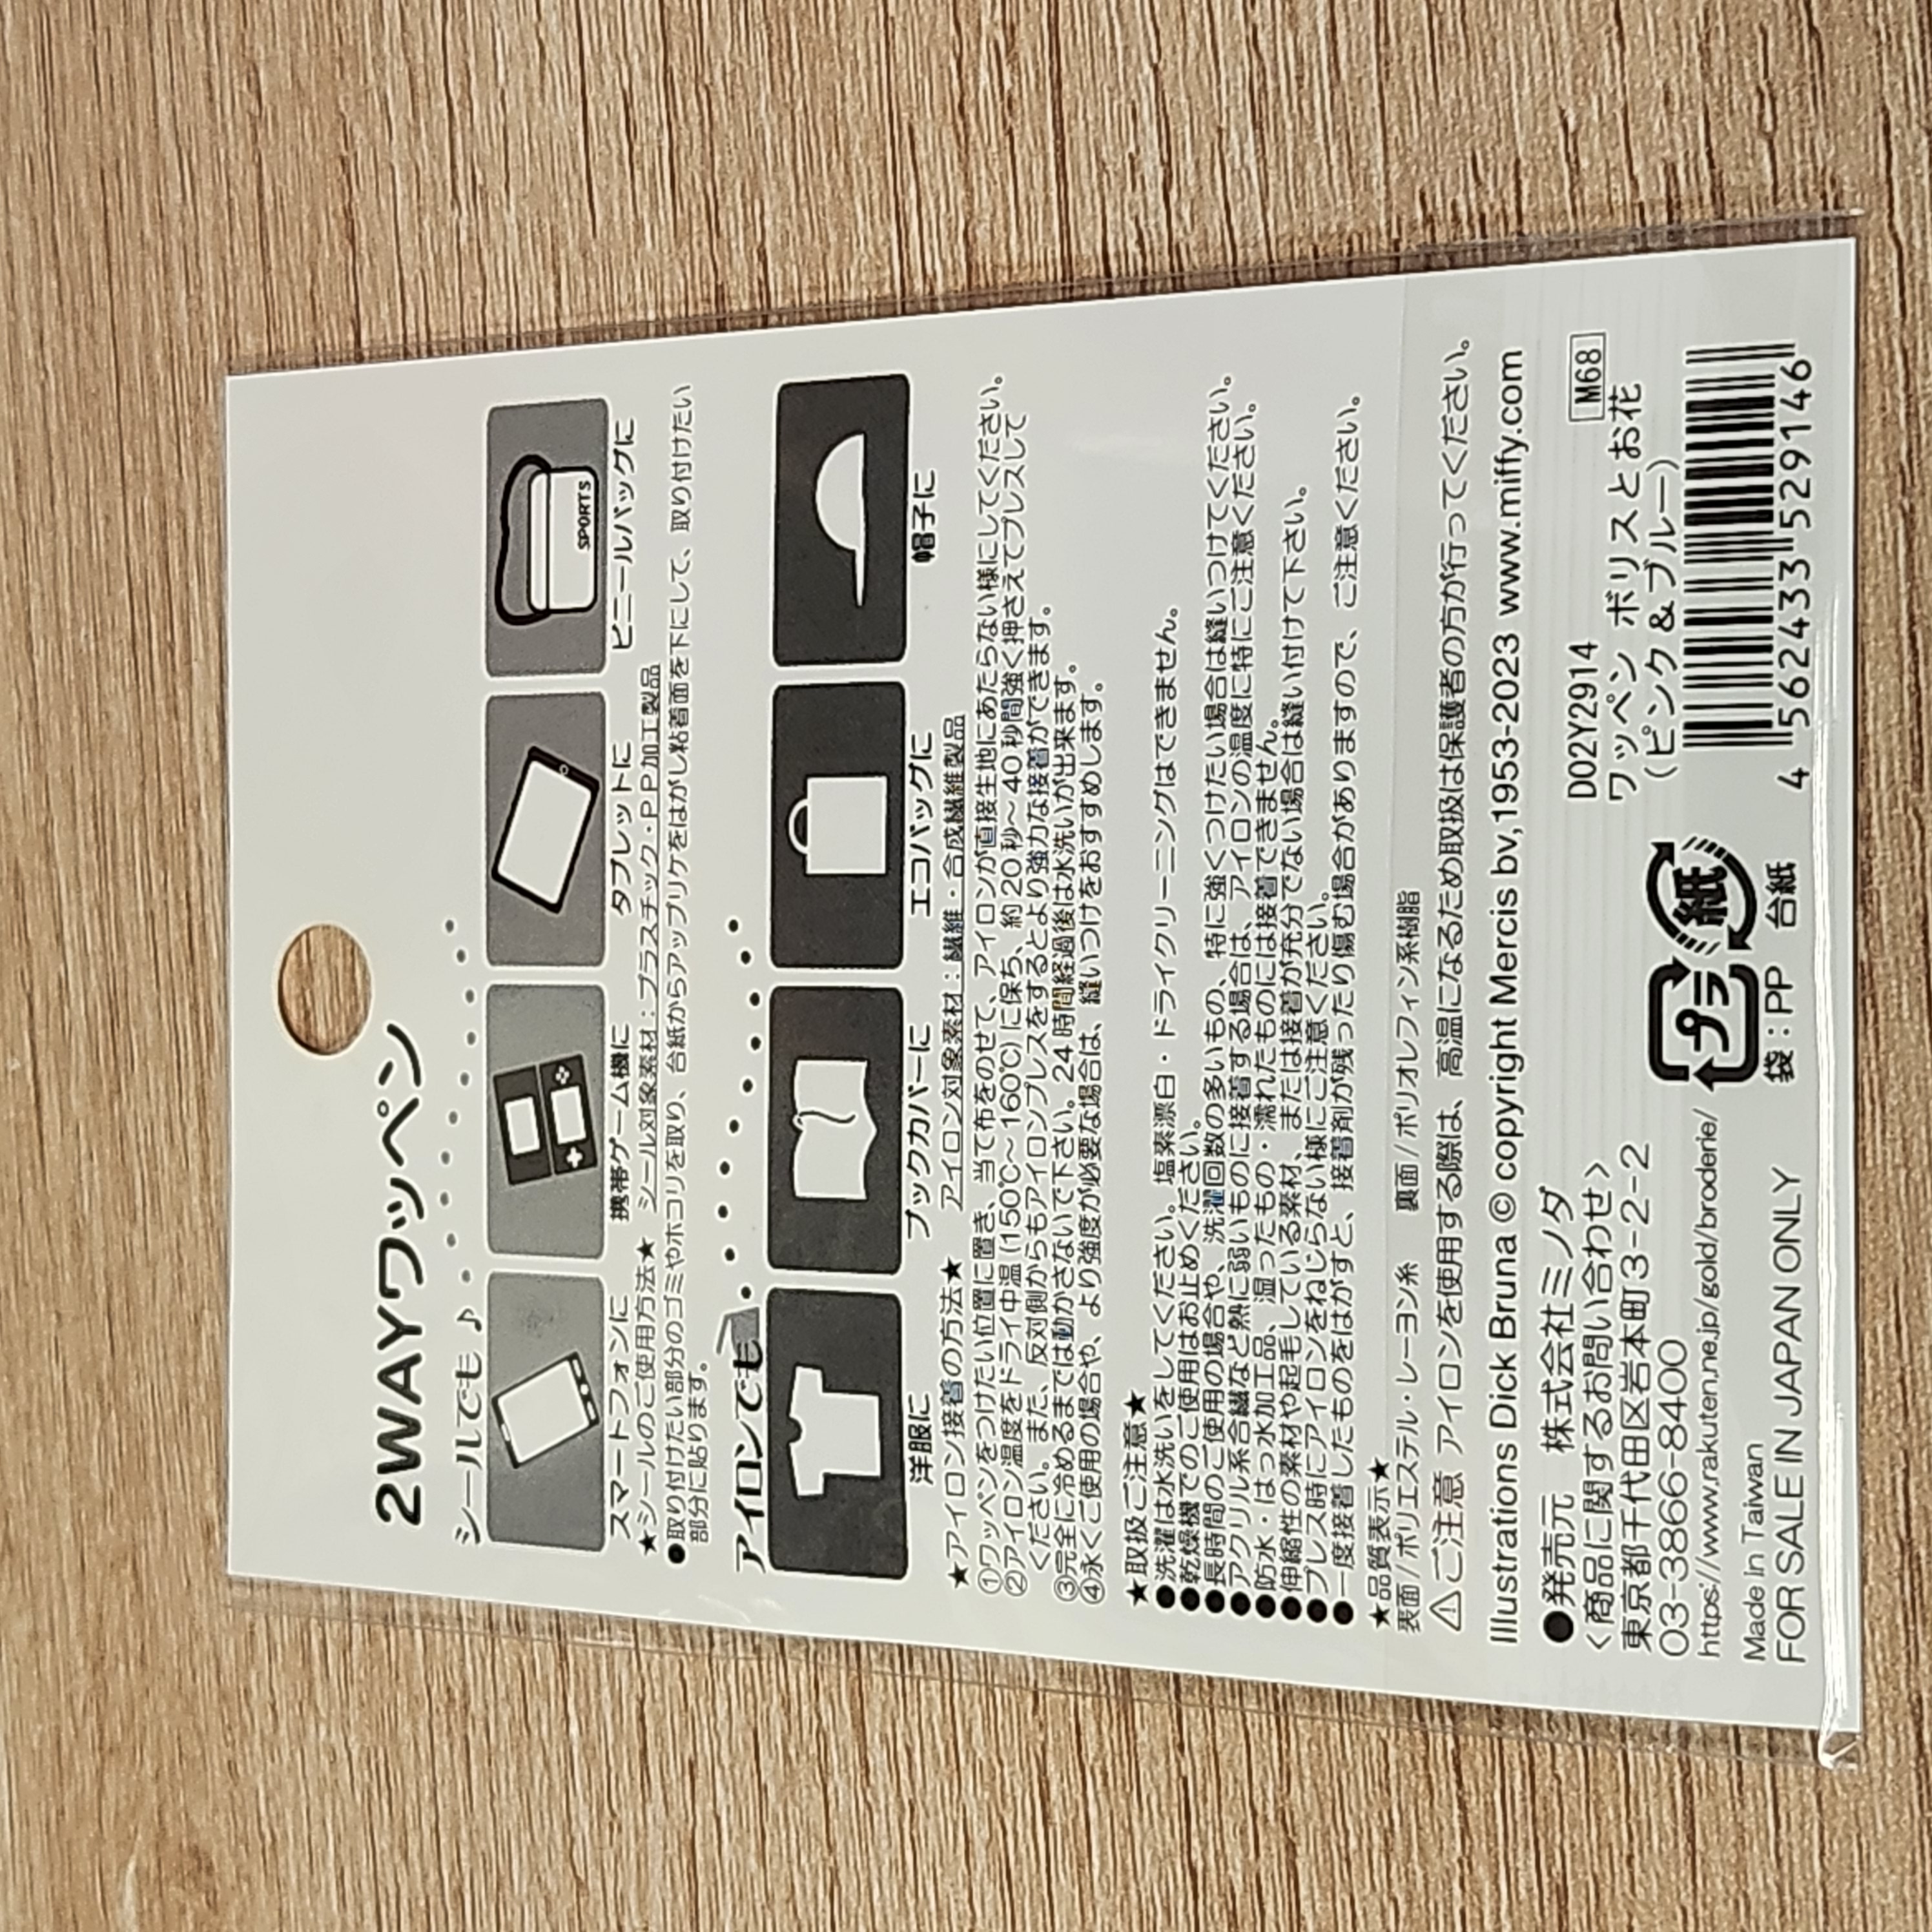 2WAYワッペン
シールでも♪
SPORTS
スマートフォンに
携帯ゲーム機に
タブレットに
ビニールバッグに
★シールのご使用方法★ シール対象素材：プラスチック・PP加工製品
●取り付けたい部分のゴミやホコリを取り、台紙からアップリケをはがし粘着面を下にして、取り付けたい
部分に貼ります。
アイロンでも
洋服に
ブックカバーに
エコバッグに
帽子に
★アイロン接着の方法★ アイロン対象素材：繊維・合成繊維製品
①ワッペンをつけたい位置に置き、当て布をのせて、アイロンが直接生地にあたらない様にしてください。
②アイロン温度をドライ中温(150℃～160℃)に保ち、約20秒～40秒間強く押さえてプレスして
ください。また、反対側からもアイロンプレスをするとより強力な接着ができます。
③完全に冷めるまでは動かさないで下さい。24時間経過後は水洗いが出来ます。
④永くご使用の場合や、より強度が必要な場合は、縫いつけをおすすめします。
★取扱ご注意★
●洗濯は水洗いをしてください。塩素漂白・ドライクリーニングはできません。
●乾燥機でのご使用はお止めください。
●長時間のご使用の場合や、洗濯回数の多いもの、特に強くつけたい場合は縫いつけてください。
●アクリル系合繊など熱に弱いものに接着する場合は、アイロンの温度に特にご注意ください。
●防水・はっ水加工品、湿ったもの・濡れたものには接着できません。
●伸縮性の素材や起毛している素材、または接着が充分でない場合は縫い付けて下さい。
●プレス時にアイロンをねじらない様にご注意ください。
●一度接着したものをはがすと、接着剤が残ったり傷む場合がありますので、ご注意ください。
★品質表示★
表面/ポリエステル・レーヨン糸 裏面/ポリオレフィン系樹脂
⚠ご注意 アイロンを使用する際は、高温になるため取扱は保護者の方が行ってください。
Illustrations Dick Bruna © copyright Mercis bv,1953-2023 www.miffy.com
●発売元 株式会社ミノダ
<商品に関するお問い合わせ>
東京都千代田区岩本町3-2-2
03-3866-8400
https://www.rakuten.ne.jp/gold/broderie/
Made in Taiwan
FOR SALE IN JAPAN ONLY
プラ
紙
袋：PP 台紙
M68
D02Y2914
ワッペン ボリスとお花
(ピンク&ブルー)
4 562433 529146